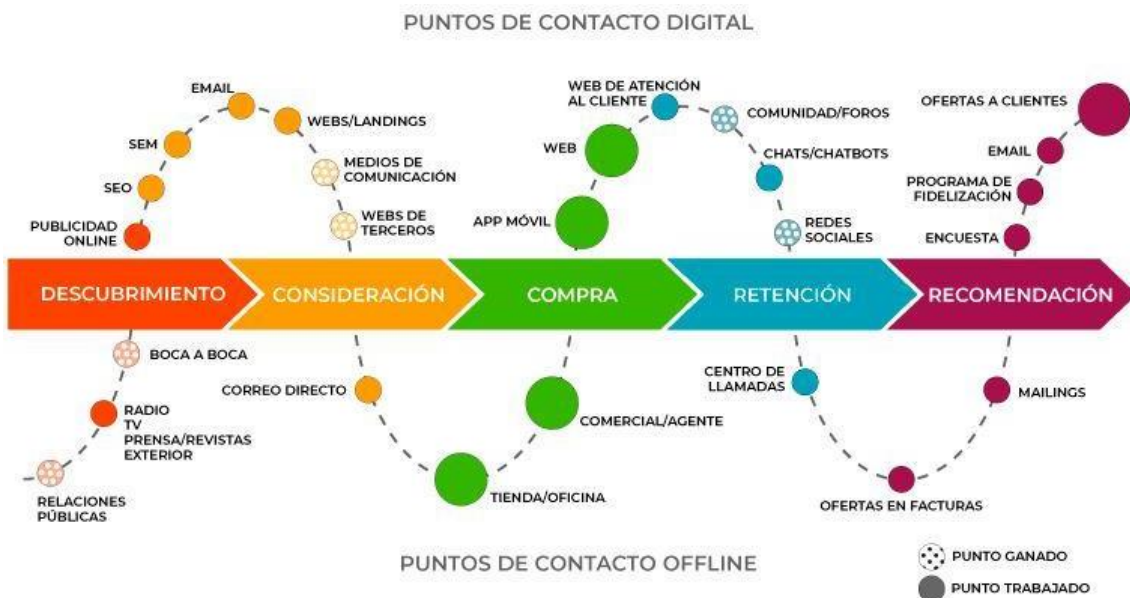 PUNTOS DE CONTACTO DIGITAL
EMAIL
SEM
SEO
PUBLICIDAD
ONLINE
WEBS/LANDINGS
MEDIOS DE
COMUNICACIÓN
WEBS DE
TERCEROS
WEB DE ATENCIÓN
AL CLIENTE
WEB
APP MÓVIL
COMUNIDAD/FOROS
CHATS/CHATBOTS
REDES
SOCIALES
OFERTAS A CLIENTES
EMAIL
PROGRAMA DE
FIDELIZACIÓN
ENCUESTA
DESCUBRIMIENTO
CONSIDERACIÓN
COMPRA
RETENCIÓN
RECOMENDACIÓN
BOCA A BOCA
RADIO
TV
PRENSA/REVISTAS
EXTERIOR
RELACIONES
PÚBLICAS
CORREO DIRECTO
TIENDA/OFICINA
COMERCIAL/AGENTE
CENTRO DE
LLAMADAS
OFERTAS EN FACTURAS
MAILINGS
PUNTOS DE CONTACTO OFFLINE
PUNTO GANADO
PUNTO TRABAJADO